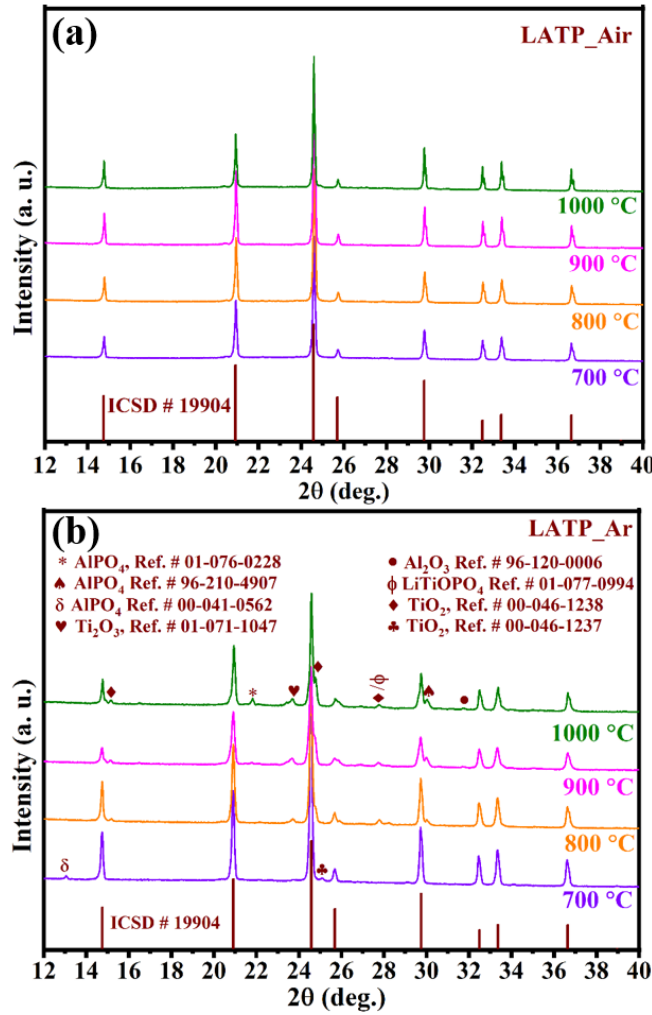 (a)
LATP_Air
1000 °C
900 °C
800 °C
700 °C
ICSD # 19904
Intensity (a. u.)
12 14 16 18 20 22 24 26 28 30 32 34 36 38 40
2θ (deg.)
(b)
LATP_Ar
* AlPO₄, Ref. # 01-076-0228
♠ AlPO₄ Ref. # 96-210-4907
δ AlPO₄ Ref. # 00-041-0562
♥ Ti₂O₃, Ref. # 01-071-1047
● Al₂O₃ Ref. # 96-120-0006
ϕ LiTiOPO₄ Ref. # 01-077-0994
♦ TiO₂, Ref. # 00-046-1238
♣ TiO₂, Ref. # 00-046-1237
♦ * ♥ ♦ ♦/ϕ ♠ ●
1000 °C
900 °C
800 °C
δ ♣
700 °C
ICSD # 19904
Intensity (a. u.)
12 14 16 18 20 22 24 26 28 30 32 34 36 38 40
2θ (deg.)